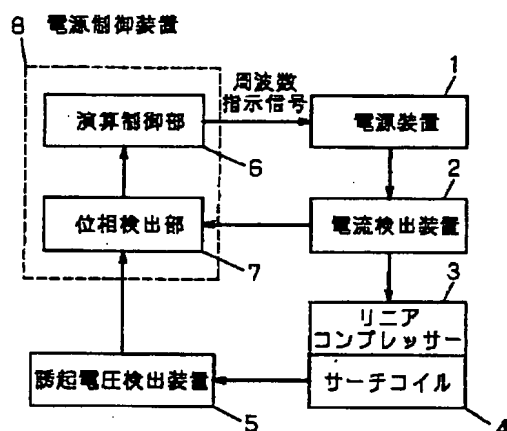 8 電源制御装置
周波数
指示信号
1
演算制御部
電源装置
6
2
位相検出部
電流検出装置
7
3
リニア
コンプレッサー
誘起電圧検出装置
サーチコイル
5
4